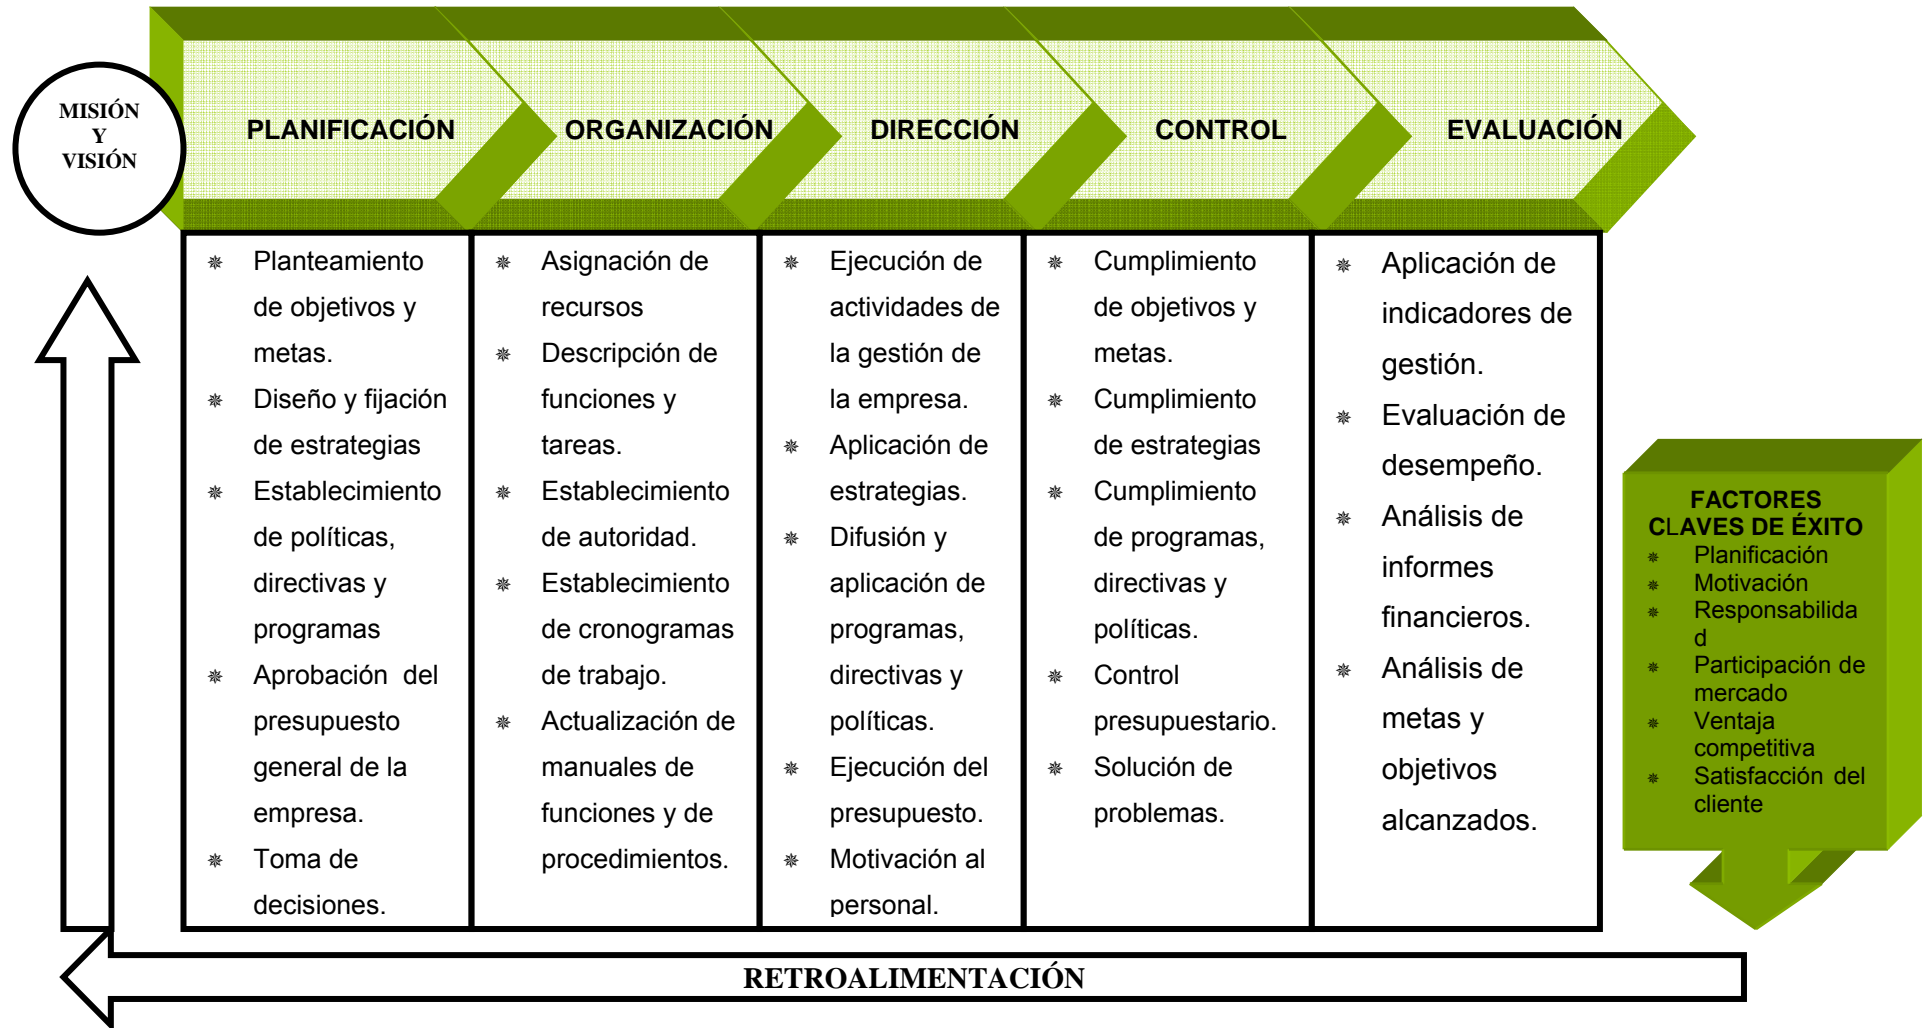 MISIÓN
Y
VISIÓN
PLANIFICACIÓN
ORGANIZACIÓN
DIRECCIÓN
CONTROL
EVALUACIÓN
Planteamiento
de objetivos y
metas.
Diseño y fijación
de estrategias
Establecimiento
de políticas,
directivas y
programas
Aprobación del
presupuesto
general de la
empresa.
Toma de
decisiones.
Asignación de
recursos
Descripción de
funciones y
tareas.
Establecimiento
de autoridad.
Establecimiento
de cronogramas
de trabajo.
Actualización de
manuales de
funciones y de
procedimientos.
Ejecución de
actividades de
la gestión de
la empresa.
Aplicación de
estrategias.
Difusión y
aplicación de
programas,
directivas y
políticas.
Ejecución del
presupuesto.
Motivación al
personal.
Cumplimiento
de objetivos y
metas.
Cumplimiento
de estrategias
Cumplimiento
de programas,
directivas y
políticas.
Control
presupuestario.
Solución de
problemas.
Aplicación de
indicadores de
gestión.
Evaluación de
desempeño.
Análisis de
informes
financieros.
Análisis de
metas y
objetivos
alcanzados.
FACTORES
CLAVES DE ÉXITO
Planificación
Motivación
Responsabilida
d
Participación de
mercado
Ventaja
competitiva
Satisfacción del
cliente
RETROALIMENTACIÓN